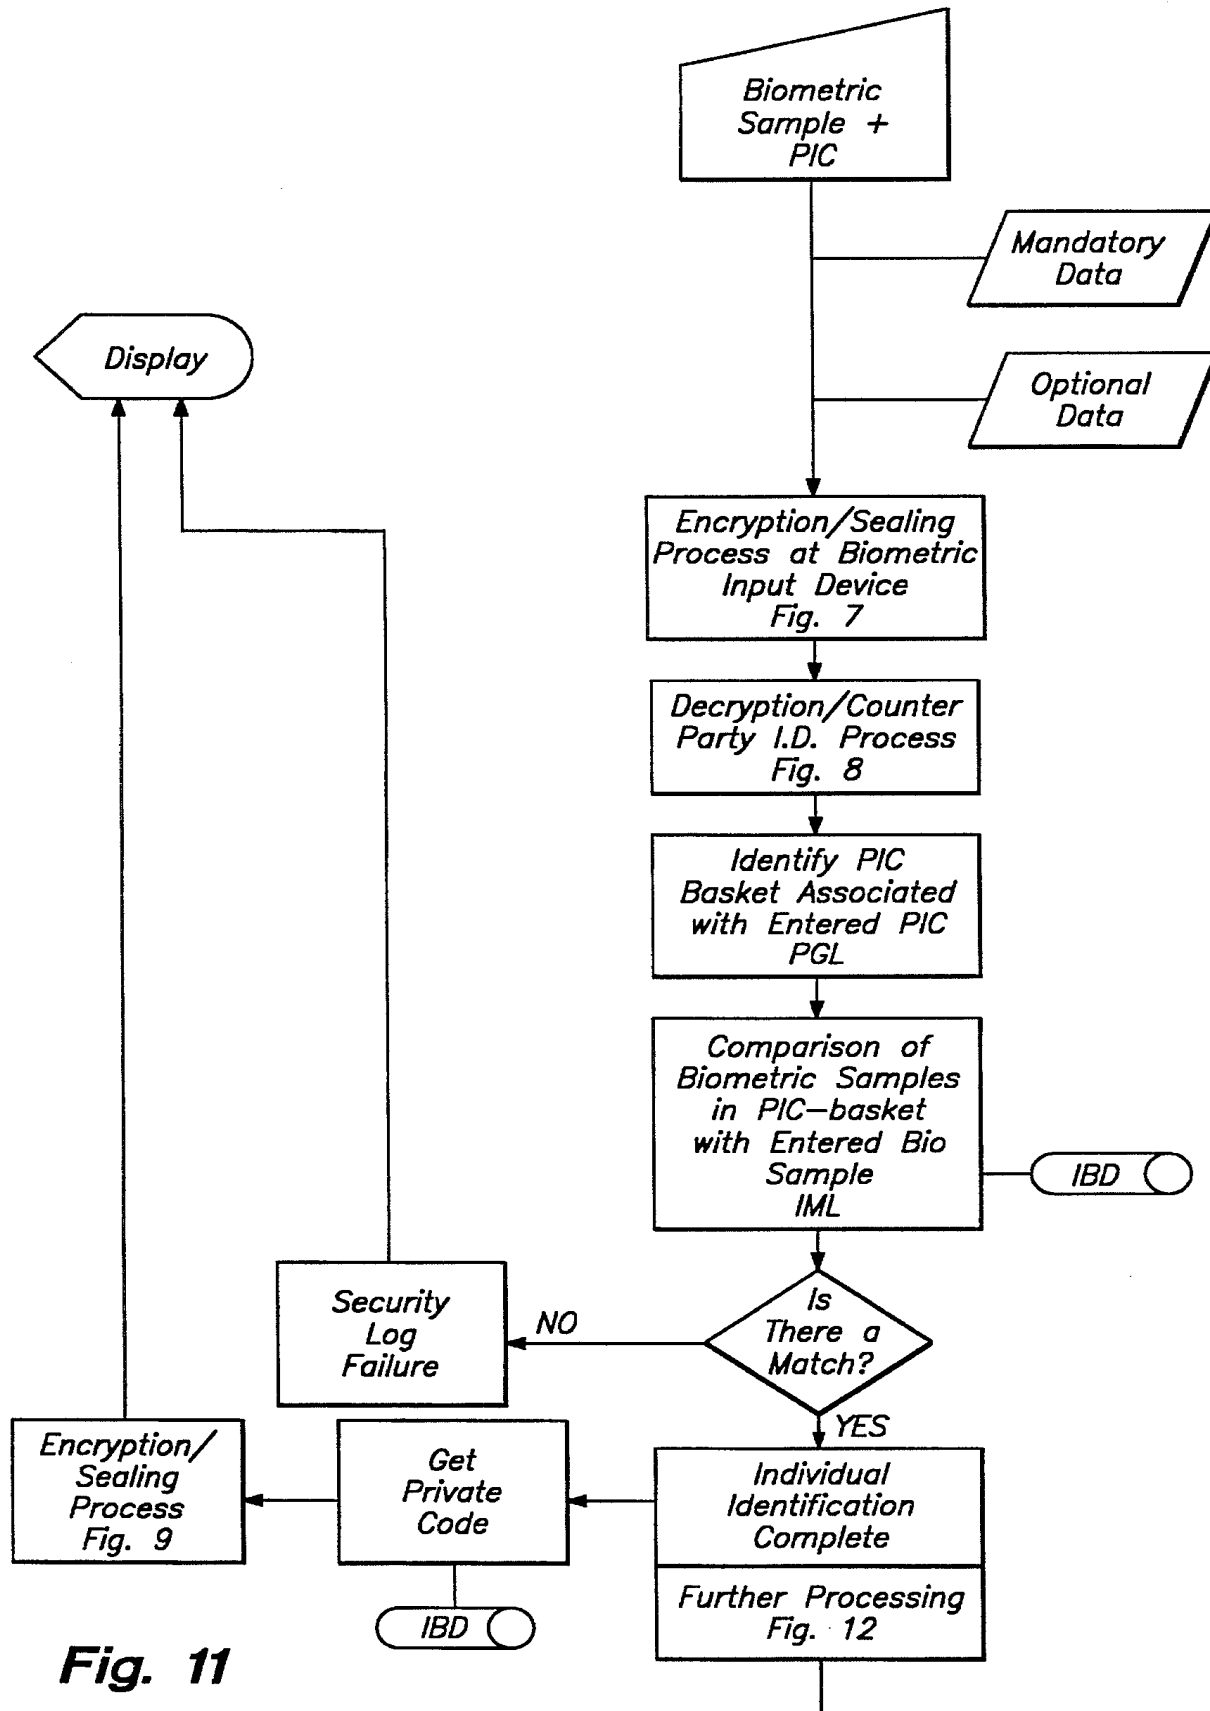 Biometric
Sample +
PIC
Mandatory
Data
Display
Optional
Data
Encryption/Sealing
Process at Biometric
Input Device
Fig. 7
Decryption/Counter
Party I.D. Process
Fig. 8
Identify PIC
Basket Associated
with Entered PIC
PGL
Comparison of
Biometric Samples
in PIC-basket
with Entered Bio
Sample
IML
IBD
Is
There a
Match?
NO
Security
Log
Failure
YES
Individual
Identification
Complete
Further Processing
Fig. 12
Get
Private
Code
IBD
Encryption/
Sealing
Process
Fig. 9
Fig. 11